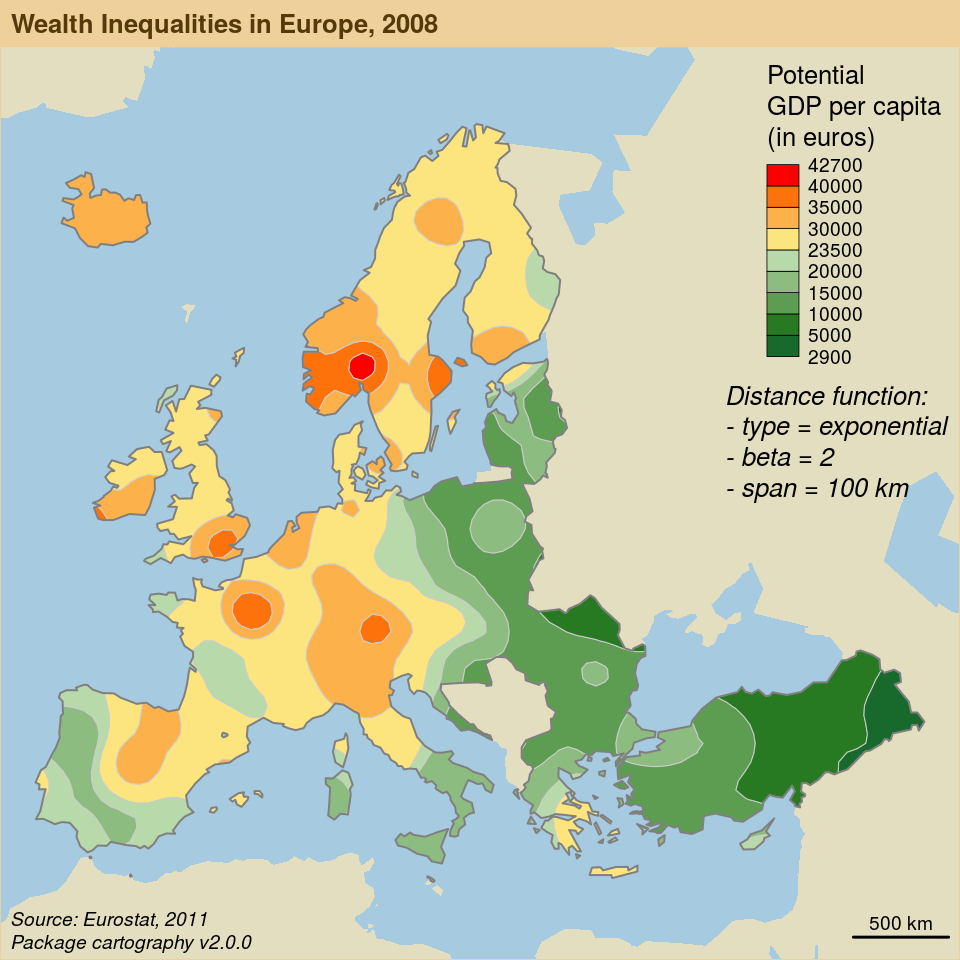 Wealth Inequalities in Europe, 2008
Potential
GDP per capita
(in euros)
42700
40000
35000
30000
23500
20000
15000
10000
5000
2900
Distance function:
- type = exponential
- beta = 2
- span = 100 km
Source: Eurostat, 2011
Package cartography v2.0.0
500 km